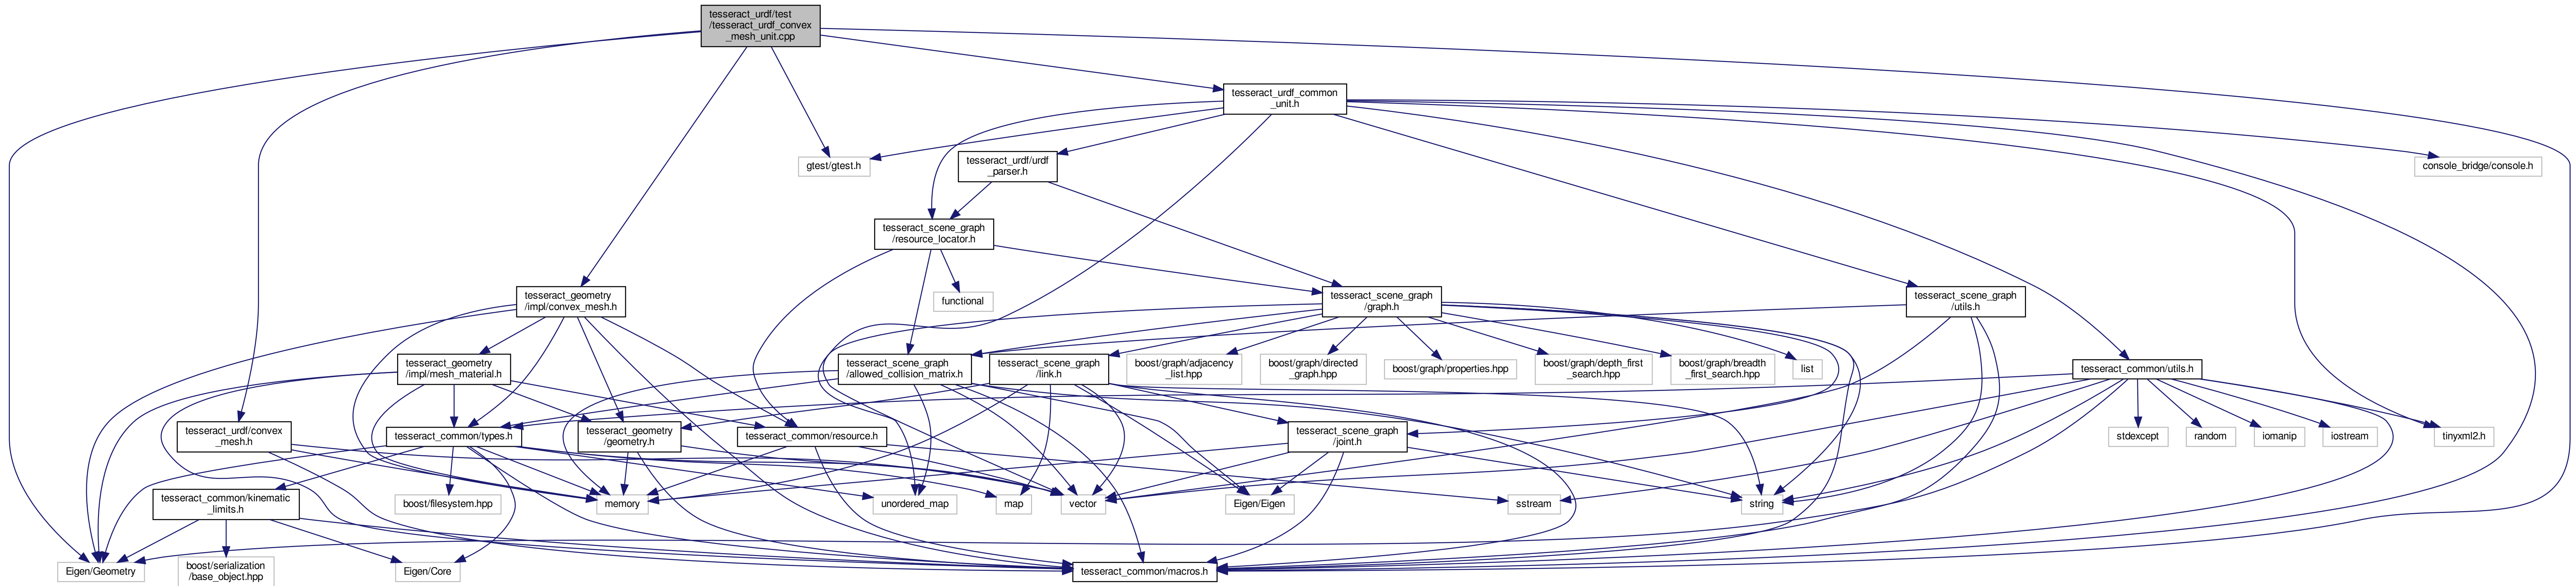 tesseract_urdf/test
/tesseract_urdf_convex
_mesh_unit.cpp
tesseract_urdf_common
_unit.h
gtest/gtest.h
tesseract_urdf/urdf
_parser.h
console_bridge/console.h
tesseract_scene_graph
/resource_locator.h
tesseract_geometry
/impl/convex_mesh.h
functional
tesseract_scene_graph
/graph.h
tesseract_scene_graph
/utils.h
tesseract_geometry
/impl/mesh_material.h
tesseract_scene_graph
/allowed_collision_matrix.h
tesseract_scene_graph
/link.h
boost/graph/adjacency
_list.hpp
boost/graph/directed
_graph.hpp
boost/graph/properties.hpp
boost/graph/depth_first
_search.hpp
boost/graph/breadth
_first_search.hpp
list
tesseract_common/utils.h
tesseract_urdf/convex
_mesh.h
tesseract_common/types.h
tesseract_geometry
/geometry.h
tesseract_common/resource.h
tesseract_scene_graph
/joint.h
stdexcept
random
iomanip
iostream
tinyxml2.h
tesseract_common/kinematic
_limits.h
boost/filesystem.hpp
memory
unordered_map
map
vector
Eigen/Eigen
sstream
string
Eigen/Geometry
boost/serialization
/base_object.hpp
Eigen/Core
tesseract_common/macros.h